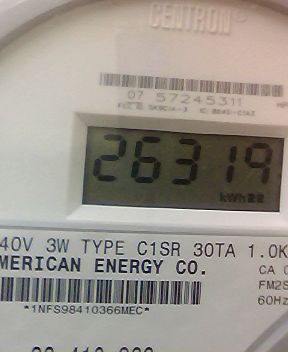 CENTRON®
07 57245311
26319
kWh
40V 3W TYPE C1SR 30TA 1.0K
MERICAN ENERGY CO.
CA 0
FM2S
60Hz
*1NFS98410366MEC*